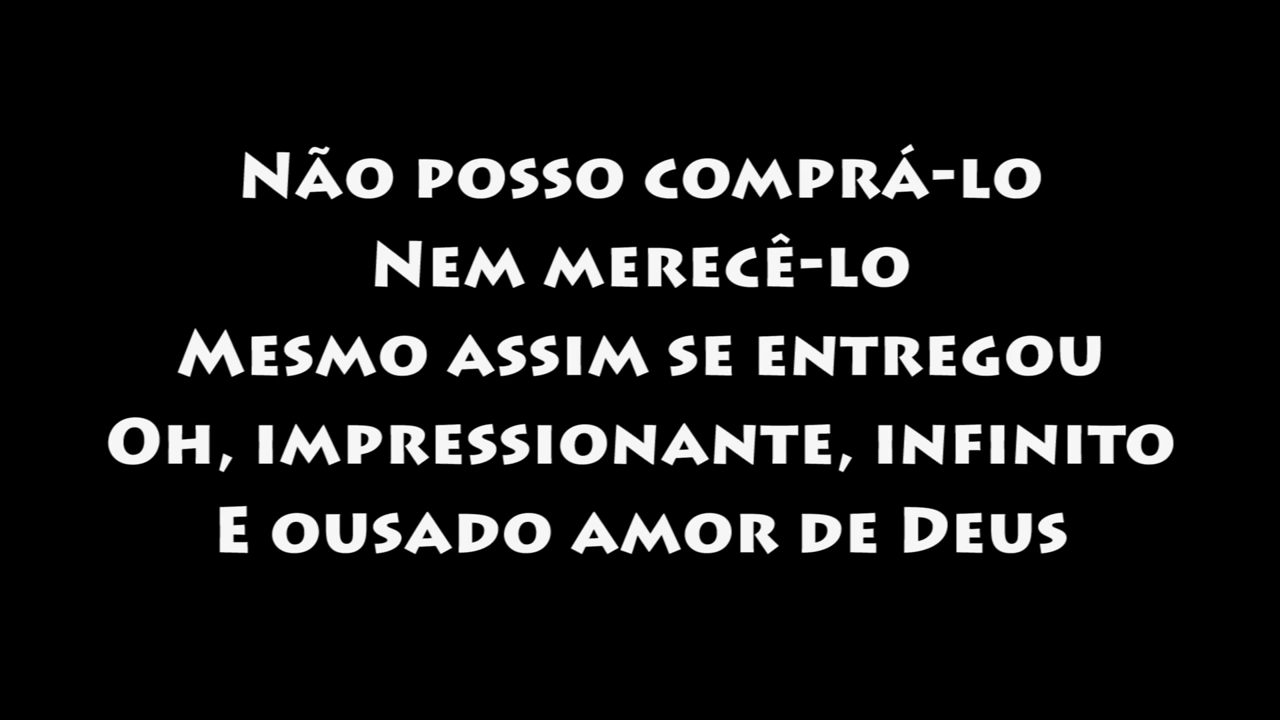 Não posso comprá-lo
Nem merecê-lo
Mesmo assim se entregou
Oh, impressionante, infinito
E ousado amor de Deus